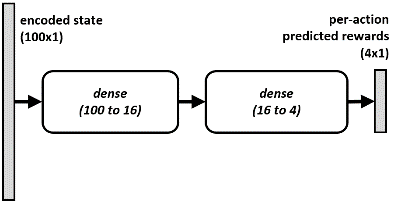 encoded state
(100x1)
per-action
predicted rewards
(4x1)
dense
(100 to 16)
dense
(16 to 4)